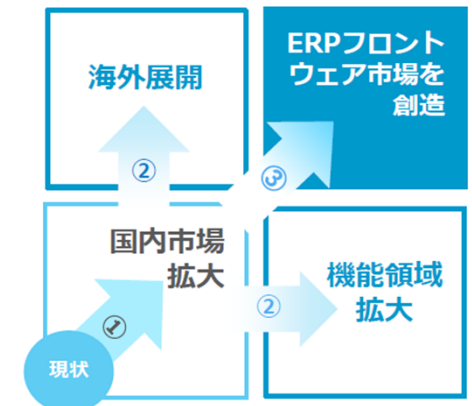 海外展開
ERPフロント
ウェア市場を
創造
②
③
国内市場
拡大
①
②
機能領域
拡大
現状